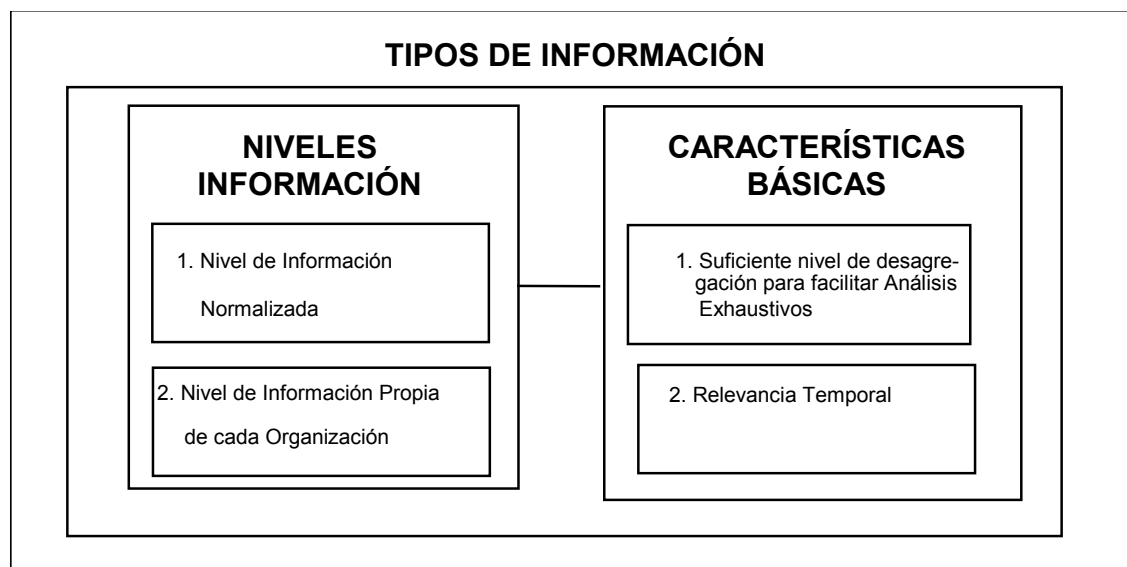 TIPOS DE INFORMACIÓN
NIVELES
INFORMACIÓN
1. Nivel de Información
Normalizada
2. Nivel de Información Propia
de cada Organización
CARACTERÍSTICAS
BÁSICAS
1. Suficiente nivel de desagre-
gación para facilitar Análisis
Exhaustivos
2. Relevancia Temporal